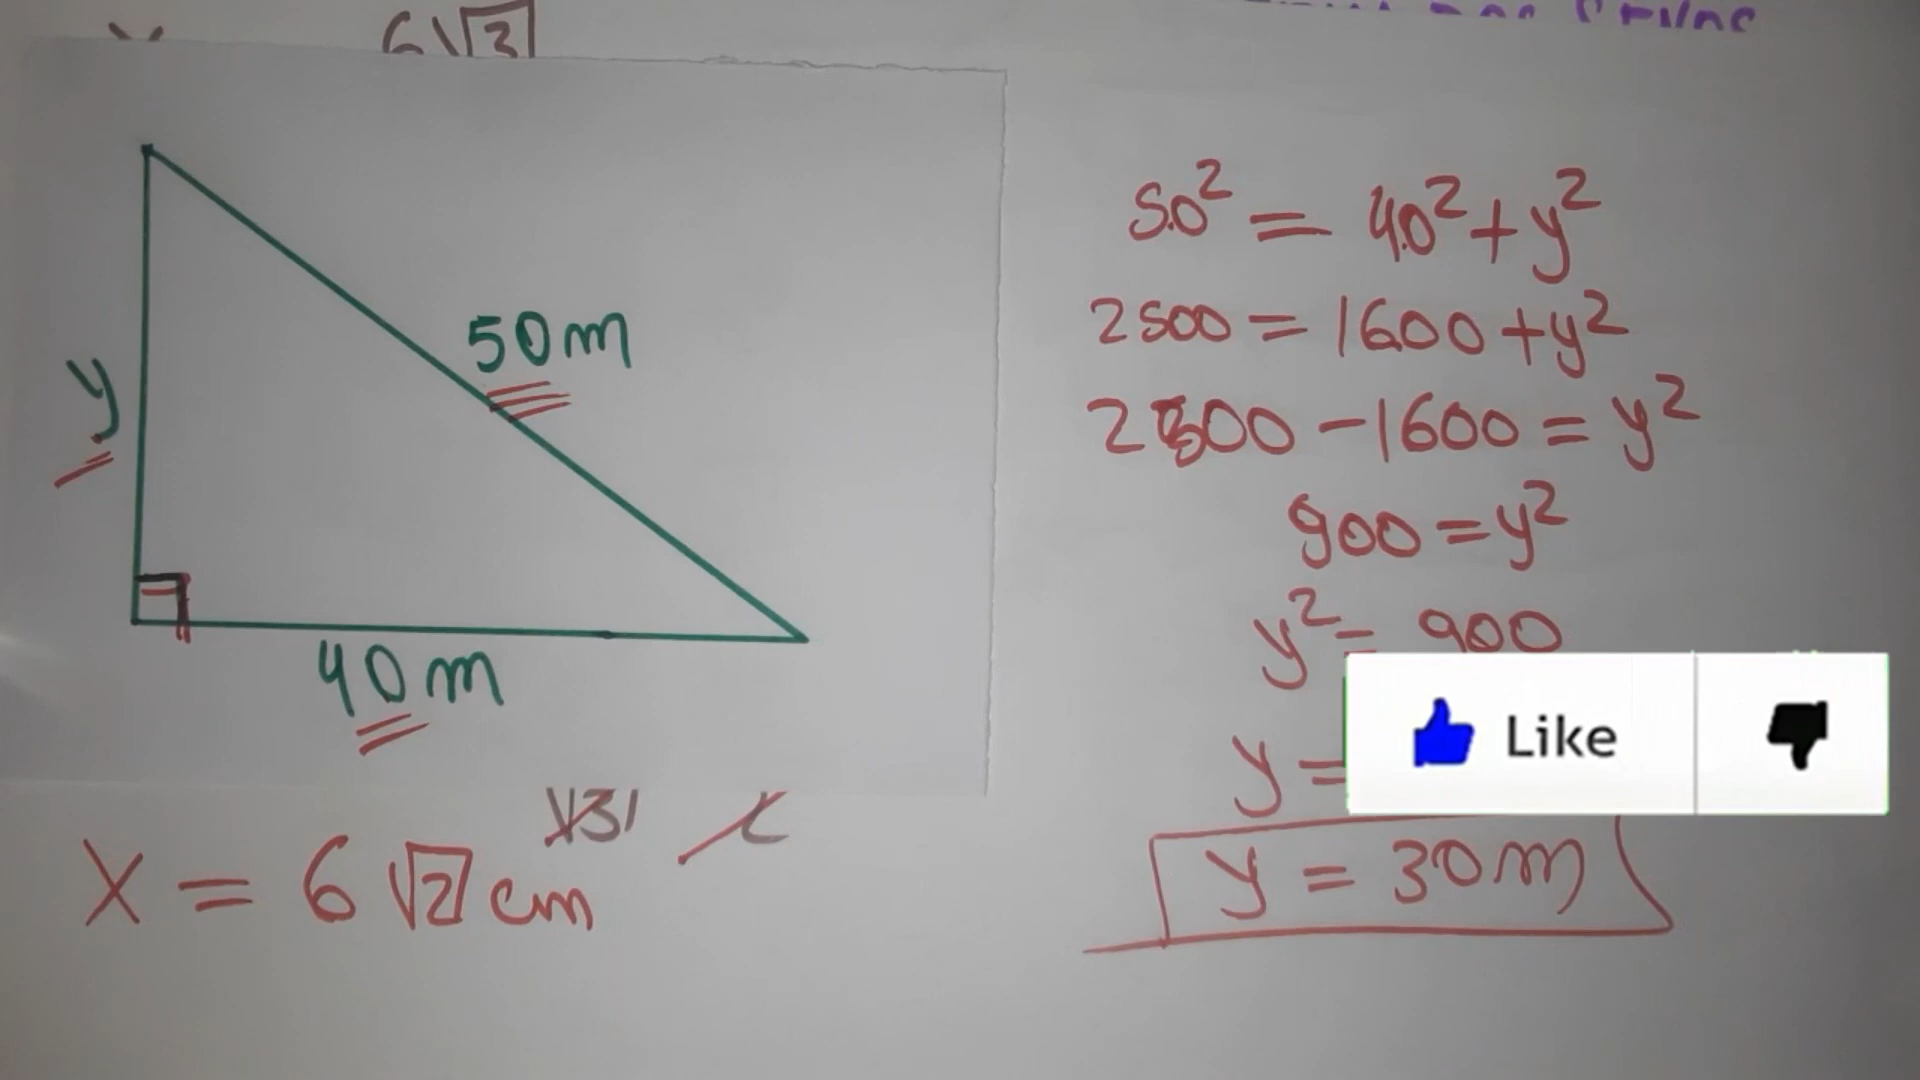 6√3
y
50m
40m
X = 6√2 cm
50² = 40² + y²
2500 = 1600 + y²
2500 - 1600 = y²
900 = y²
y² = 900
y =
y = 30m
Like